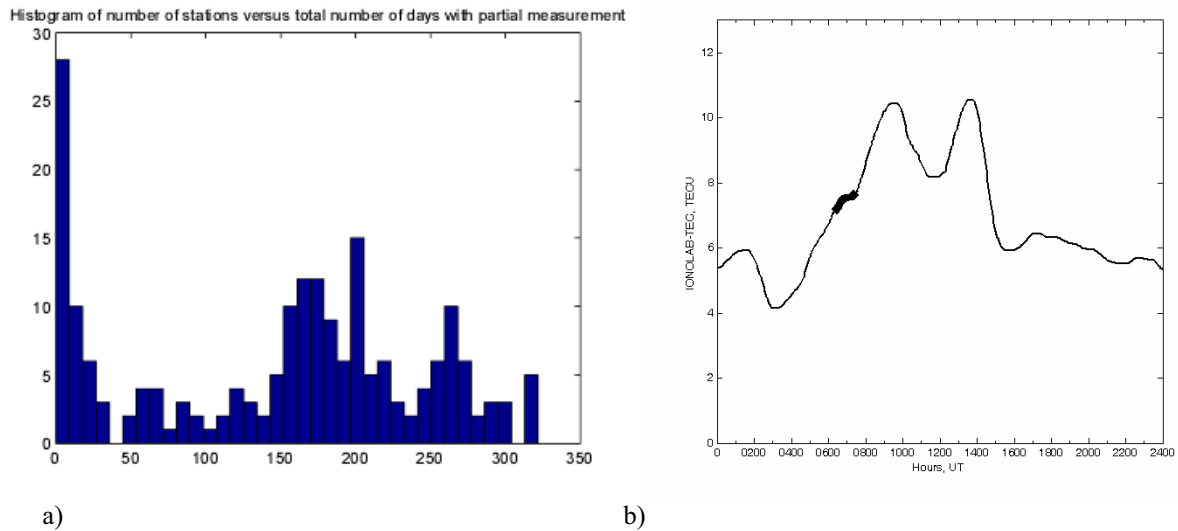 Histogram of number of stations versus total number of days with partial measurement
30
25
20
15
10
5
0
0 50 100 150 200 250 300 350
a)
12
10
8
6
4
2
0
IONOLAB-TEC, TECU
0 0200 0400 0600 0800 1000 1200 1400 1600 1800 2000 2200 2400
Hours, UT
b)